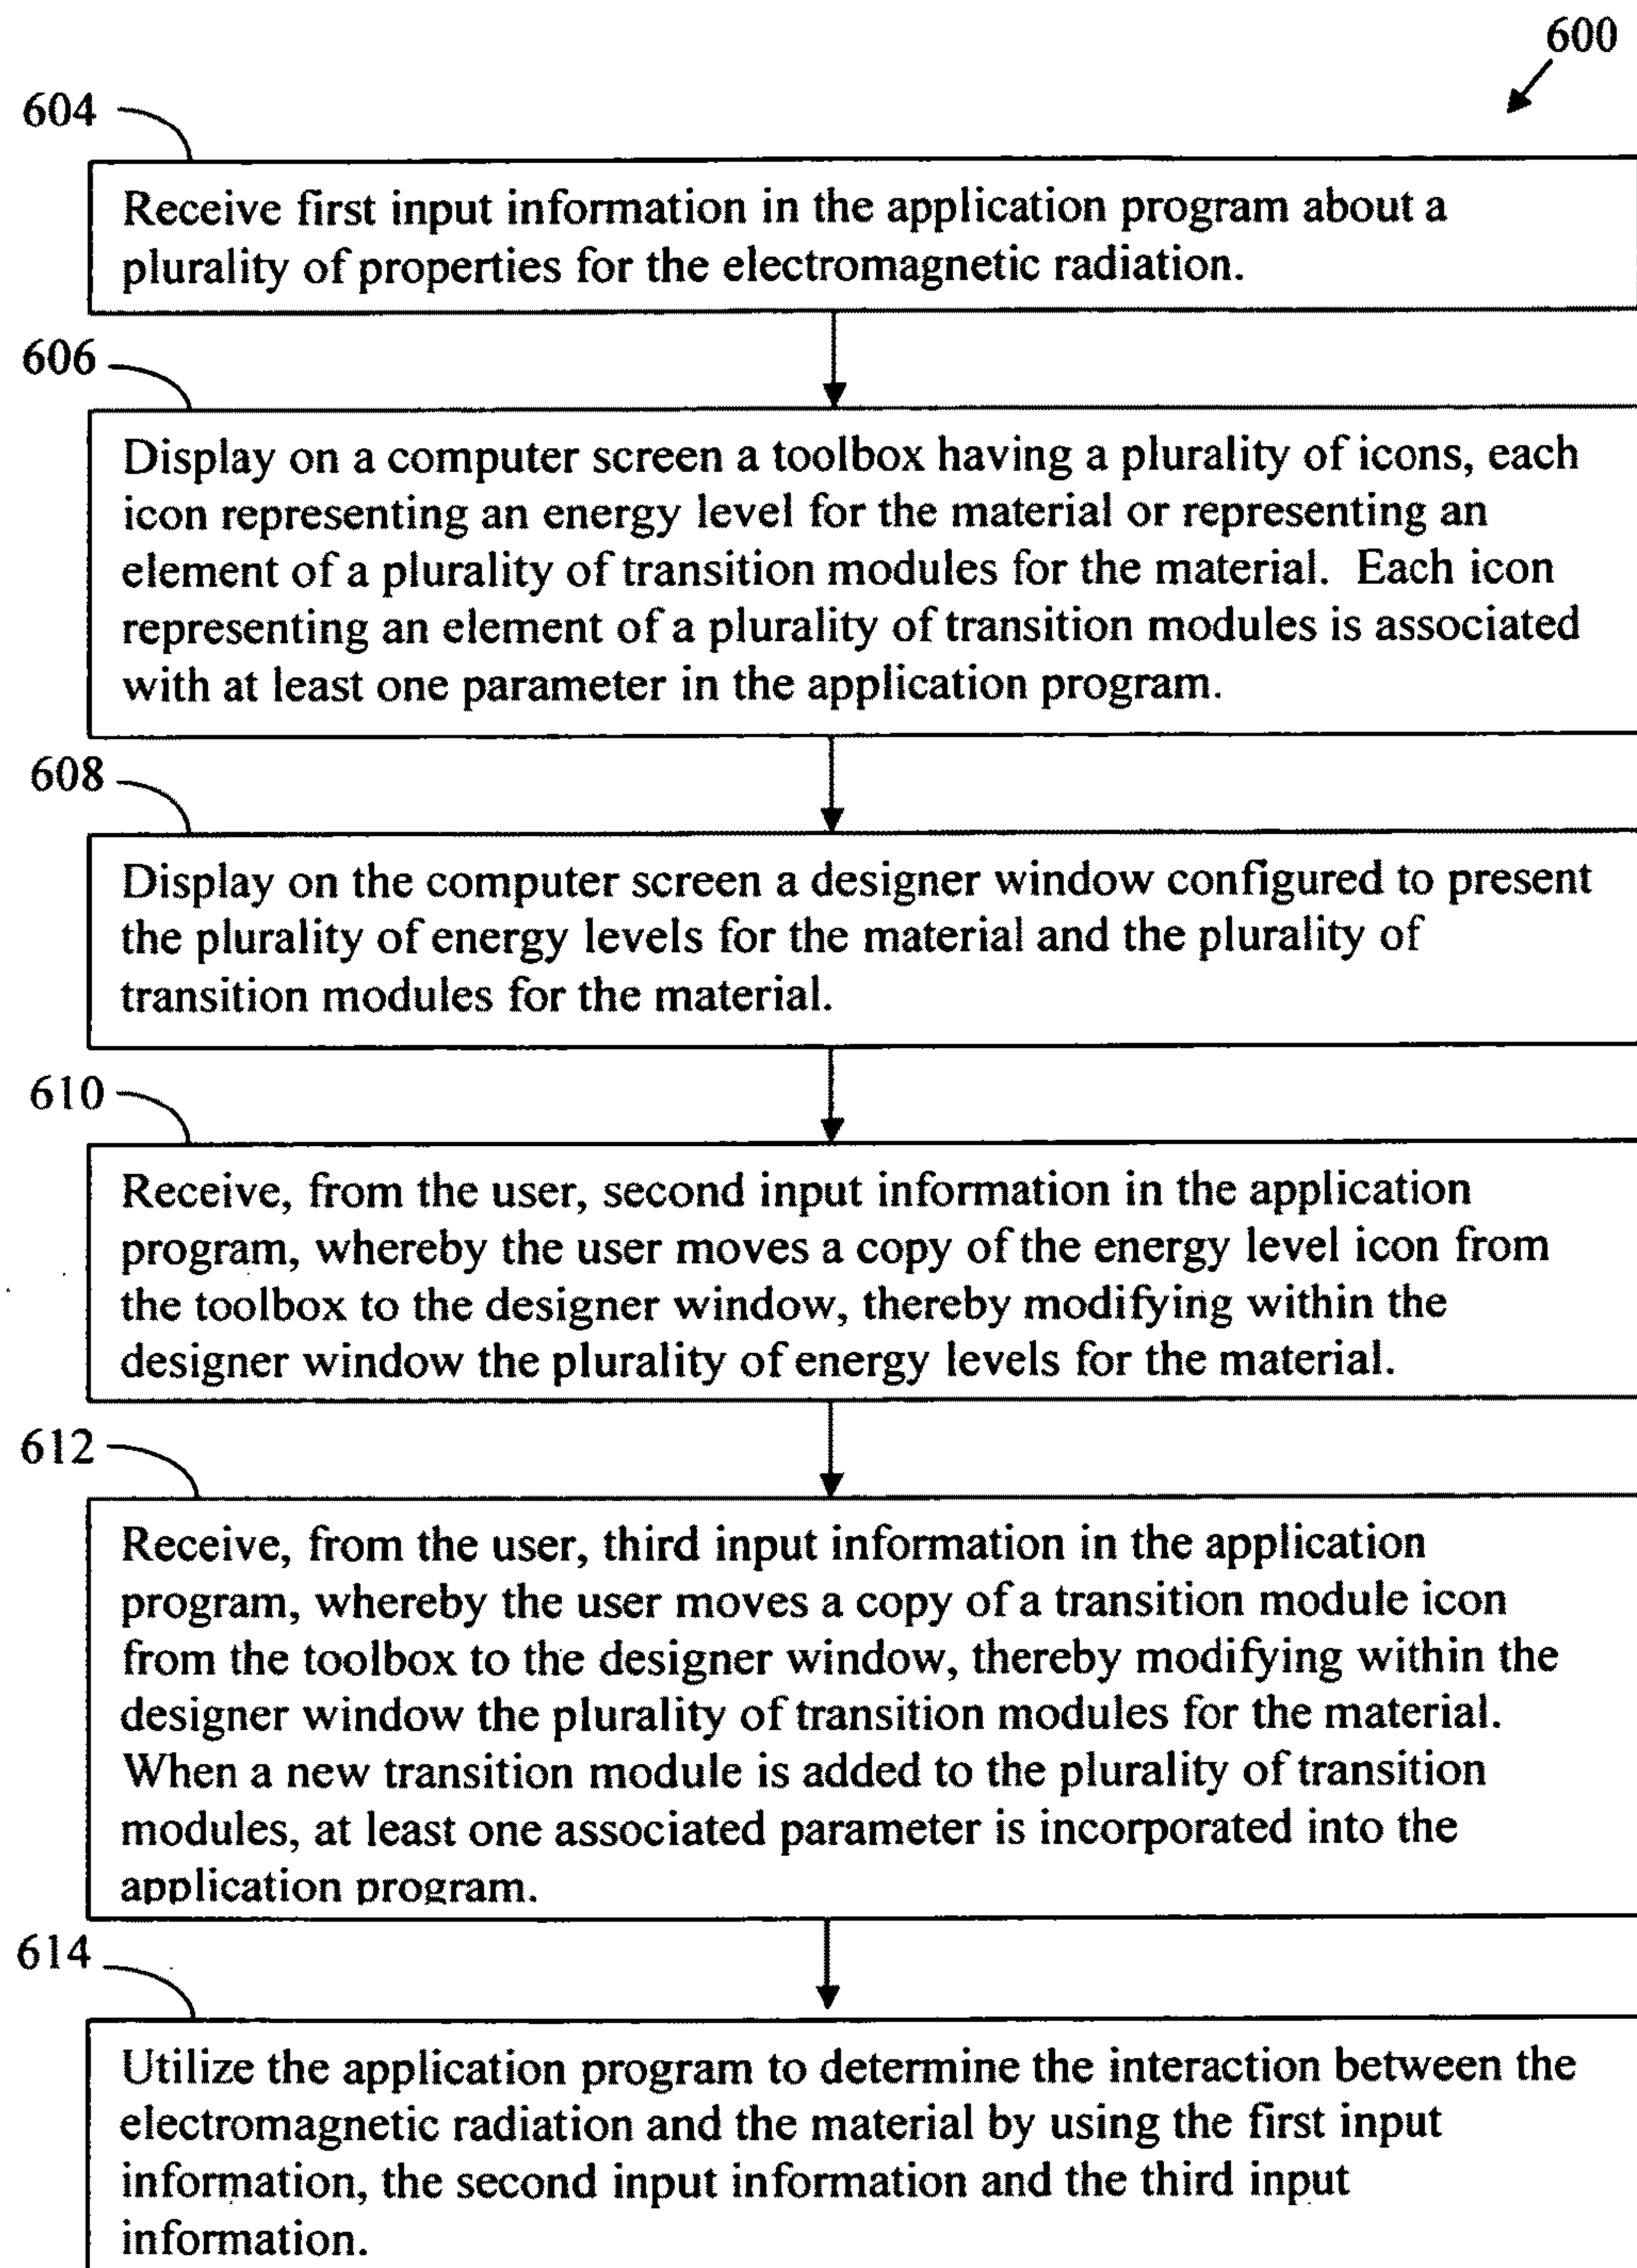 600
604
Receive first input information in the application program about a
plurality of properties for the electromagnetic radiation.
606
Display on a computer screen a toolbox having a plurality of icons, each
icon representing an energy level for the material or representing an
element of a plurality of transition modules for the material. Each icon
representing an element of a plurality of transition modules is associated
with at least one parameter in the application program.
608
Display on the computer screen a designer window configured to present
the plurality of energy levels for the material and the plurality of
transition modules for the material.
610
Receive, from the user, second input information in the application
program, whereby the user moves a copy of the energy level icon from
the toolbox to the designer window, thereby modifying within the
designer window the plurality of energy levels for the material.
612
Receive, from the user, third input information in the application
program, whereby the user moves a copy of a transition module icon
from the toolbox to the designer window, thereby modifying within the
designer window the plurality of transition modules for the material.
When a new transition module is added to the plurality of transition
modules, at least one associated parameter is incorporated into the
application program.
614
Utilize the application program to determine the interaction between the
electromagnetic radiation and the material by using the first input
information, the second input information and the third input
information.